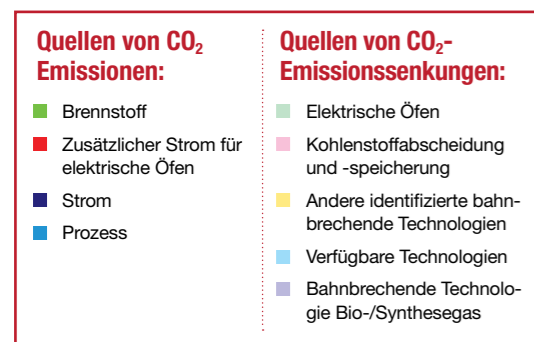 Quellen von CO₂
Emissionen:
Brennstoff
Zusätzlicher Strom für
elektrische Öfen
Strom
Prozess
Quellen von CO₂-
Emissionssenkungen:
Elektrische Öfen
Kohlenstoffabscheidung
und -speicherung
Andere identifizierte bahn-
brechende Technologien
Verfügbare Technologien
Bahnbrechende Technolo-
gie Bio-/Synthesegas